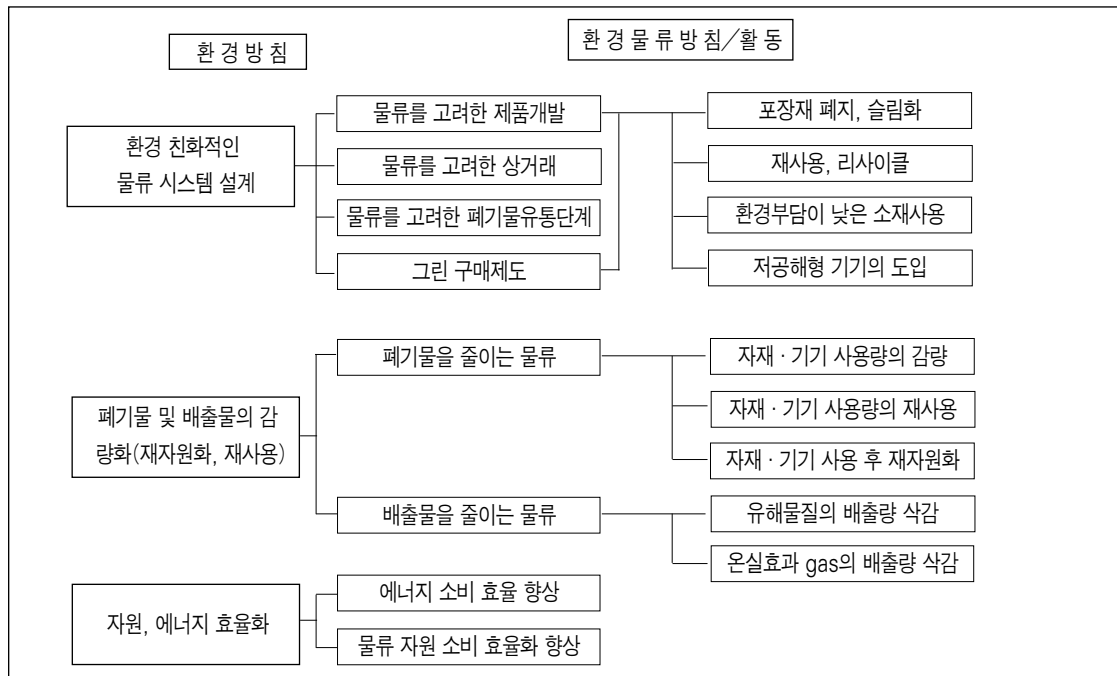 환 경 방 침
환 경 물 류 방 침／활 동
환경 친화적인
물류 시스템 설계
물류를 고려한 제품개발
물류를 고려한 상거래
물류를 고려한 폐기물유통단계
그린 구매제도
포장재 폐지, 슬림화
재사용, 리사이클
환경부담이 낮은 소재사용
저공해형 기기의 도입
폐기물 및 배출물의 감
량화(재자원화, 재사용)
폐기물을 줄이는 물류
자재 · 기기 사용량의 감량
자재 · 기기 사용량의 재사용
자재 · 기기 사용 후 재자원화
배출물을 줄이는 물류
유해물질의 배출량 삭감
온실효과 gas의 배출량 삭감
자원, 에너지 효율화
에너지 소비 효율 향상
물류 자원 소비 효율화 향상